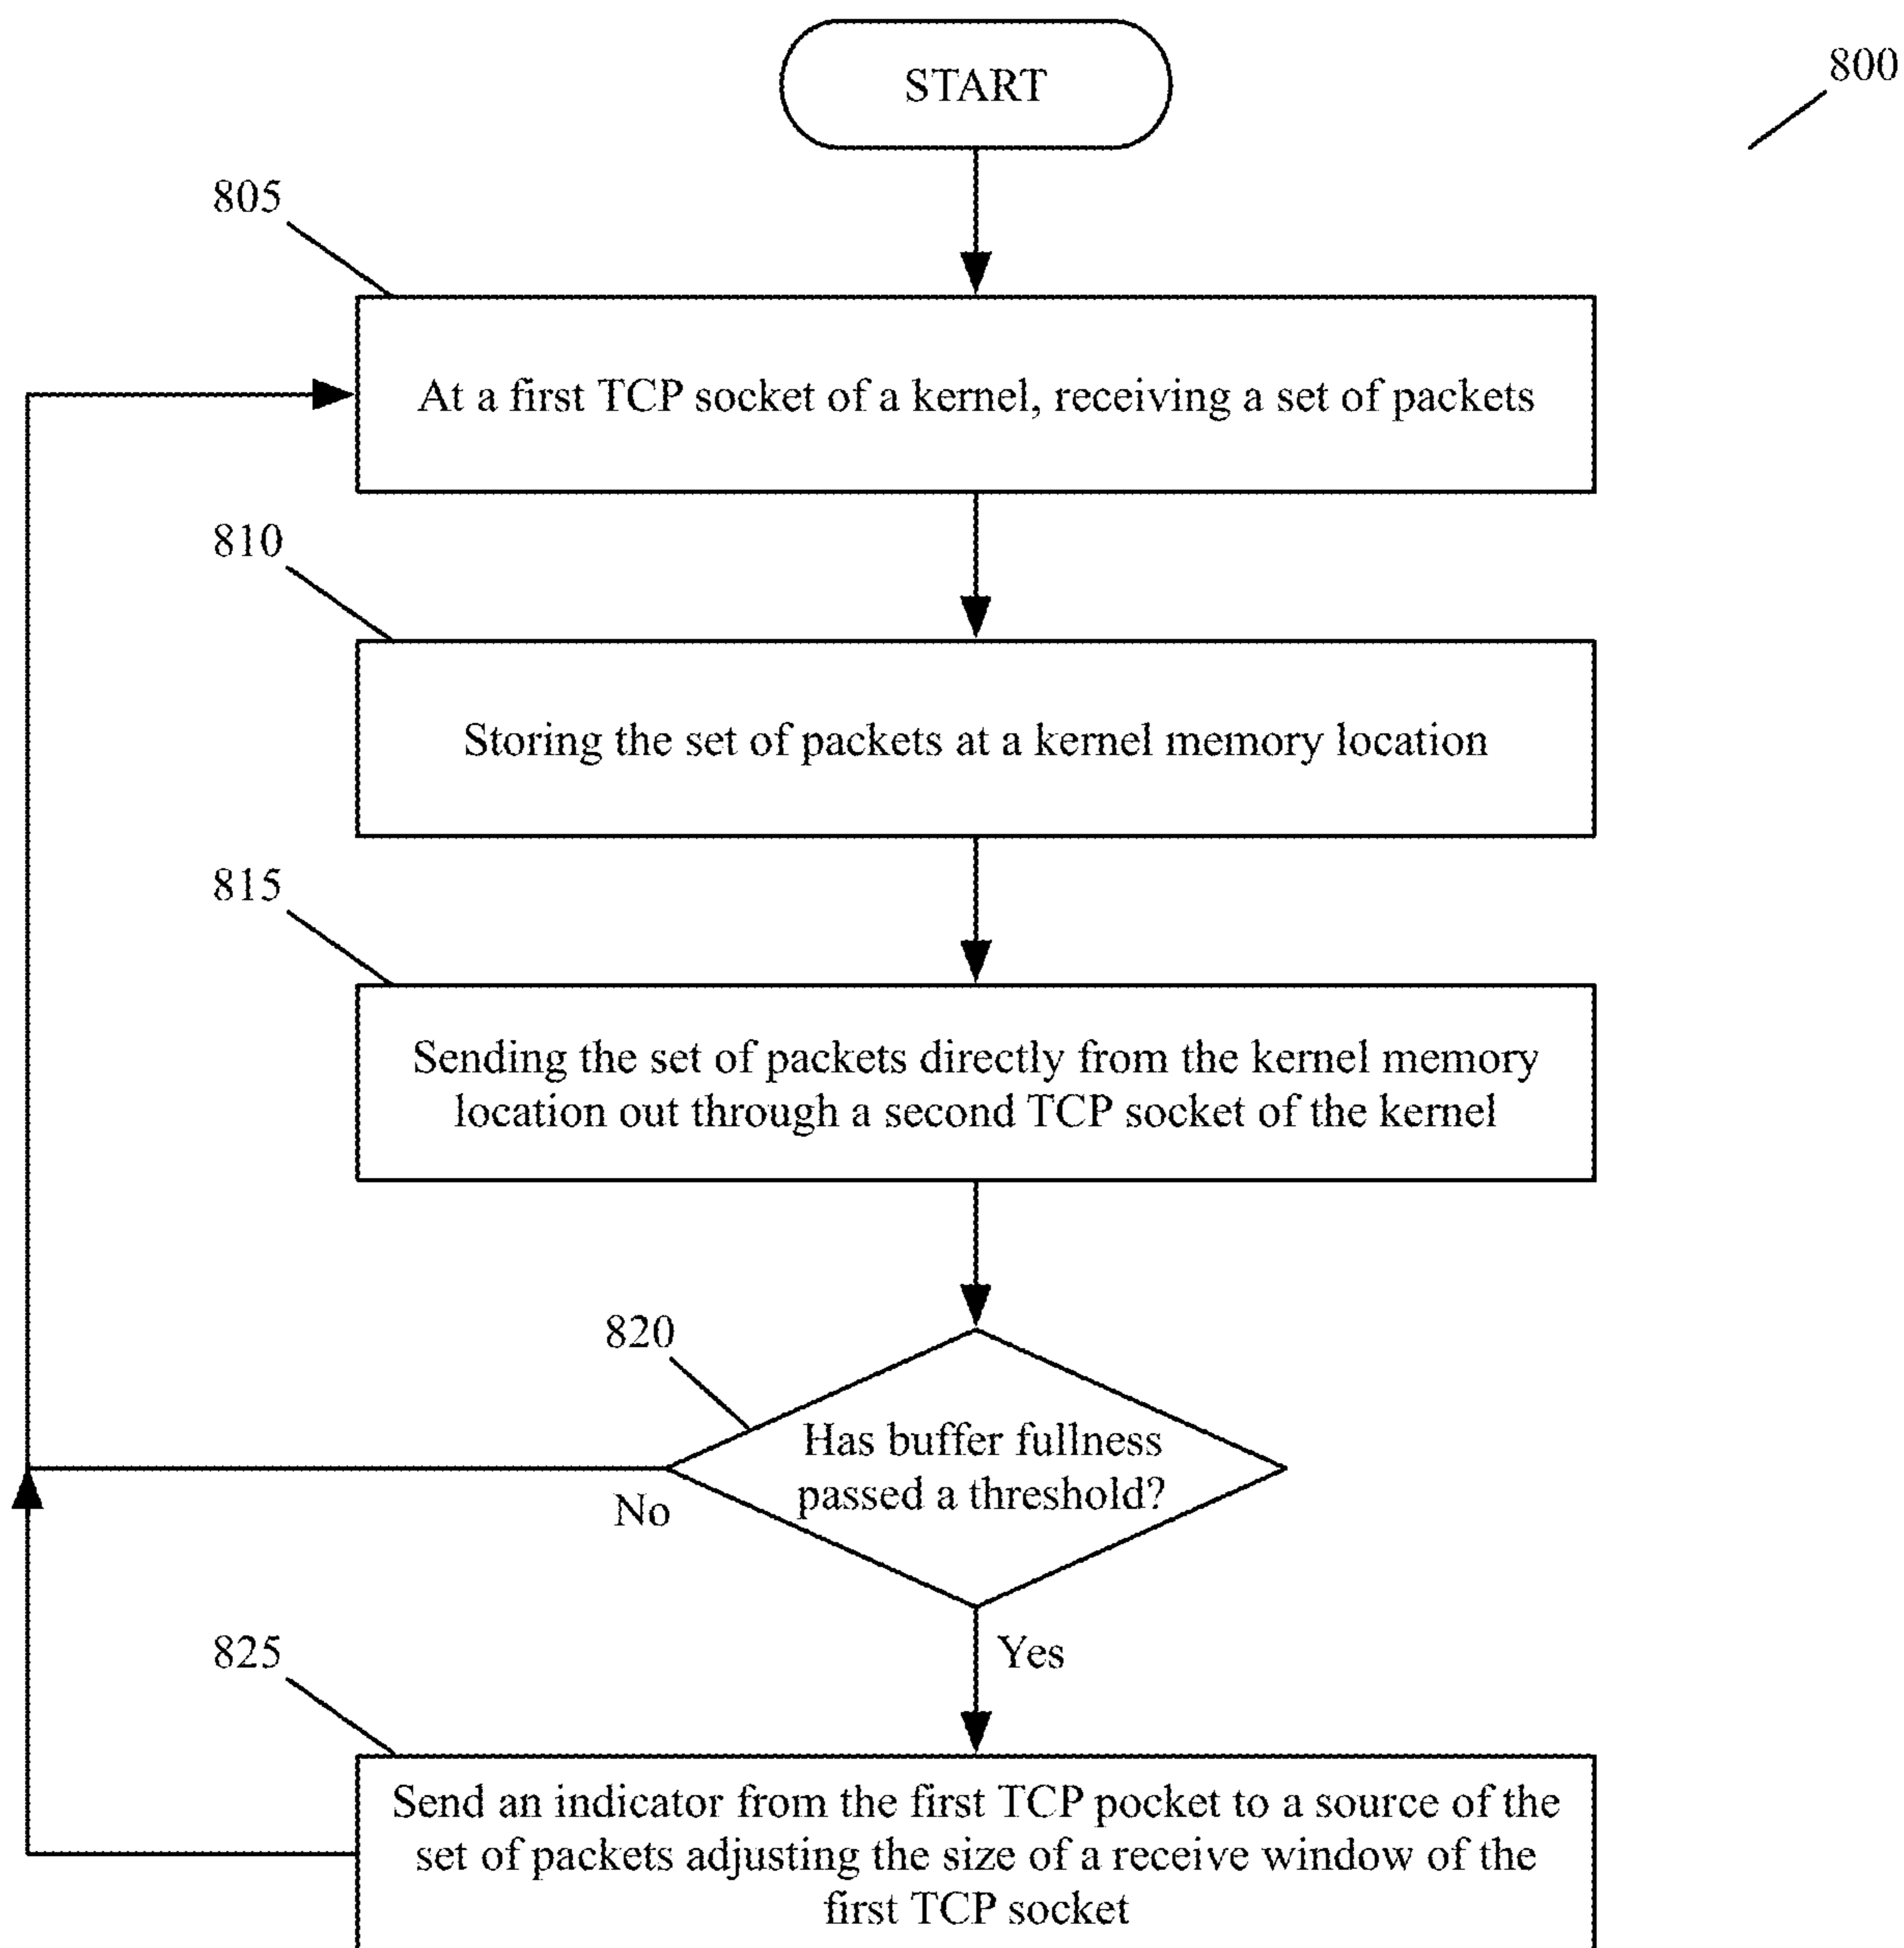 START
800
805
At a first TCP socket of a kernel, receiving a set of packets
810
Storing the set of packets at a kernel memory location
815
Sending the set of packets directly from the kernel memory
location out through a second TCP socket of the kernel
820
Has buffer fullness
passed a threshold?
No
Yes
825
Send an indicator from the first TCP pocket to a source of the
set of packets adjusting the size of a receive window of the
first TCP socket